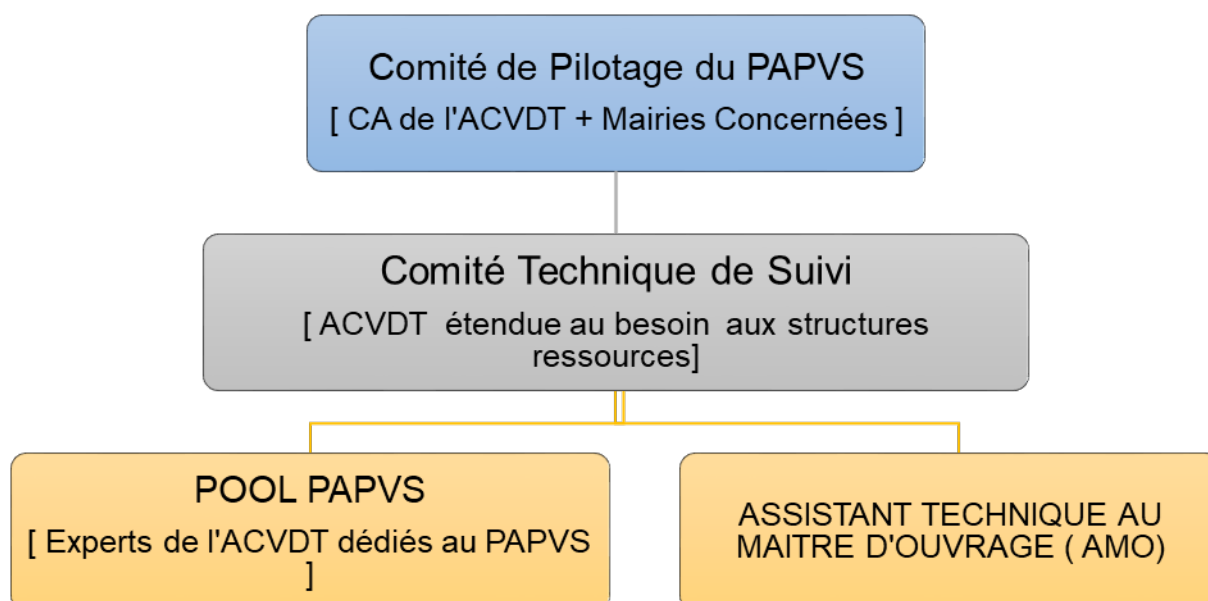 Comité de Pilotage du PAPVS
[ CA de l'ACVDT + Mairies Concernées ]
Comité Technique de Suivi
[ ACVDT étendue au besoin aux structures
ressources]
POOL PAPVS
[ Experts de l'ACVDT dédiés au PAPVS
]
ASSISTANT TECHNIQUE AU
MAITRE D'OUVRAGE ( AMO)